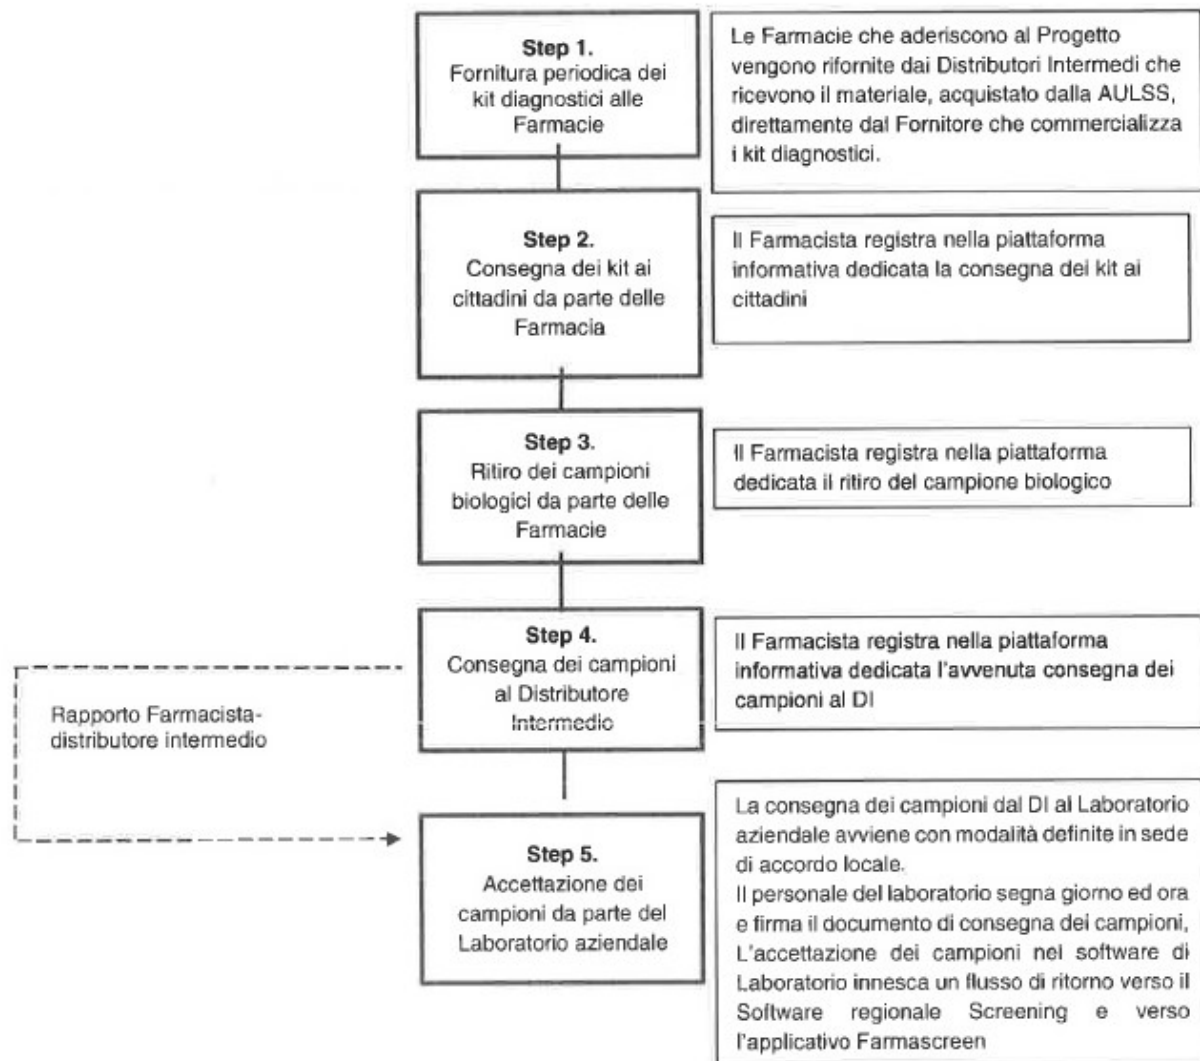 Step 1.
Fornitura periodica dei
kit diagnostici alle
Farmacie
Le Farmacie che aderiscono al Progetto
vengono rifornite dai Distributori Intermedi che
ricevono il materiale, acquistato dalla AULSS,
direttamente dal Fornitore che commercializza
i kit diagnostici.
Step 2.
Consegna dei kit ai
cittadini da parte delle
Farmacia
Il Farmacista registra nella piattaforma
informativa dedicata la consegna dei kit ai
cittadini
Step 3.
Ritiro dei campioni
biologici da parte delle
Farmacie
Il Farmacista registra nella piattaforma
dedicata il ritiro del campione biologico
Step 4.
Consegna dei campioni
al Distributore
Intermedio
Il Farmacista registra nella piattaforma
informativa dedicata l'avvenuta consegna dei
campioni al DI
Rapporto Farmacista-
distributore intermedio
Step 5.
Accettazione dei
campioni da parte del
Laboratorio aziendale
La consegna dei campioni dal DI al Laboratorio
aziendale avviene con modalità definite in sede
di accordo locale.
Il personale del laboratorio segna giorno ed ora
e firma il documento di consegna dei campioni,
L'accettazione dei campioni nel software di
Laboratorio innesca un flusso di ritorno verso il
Software regionale Screening e verso
l'applicativo Farmascreen